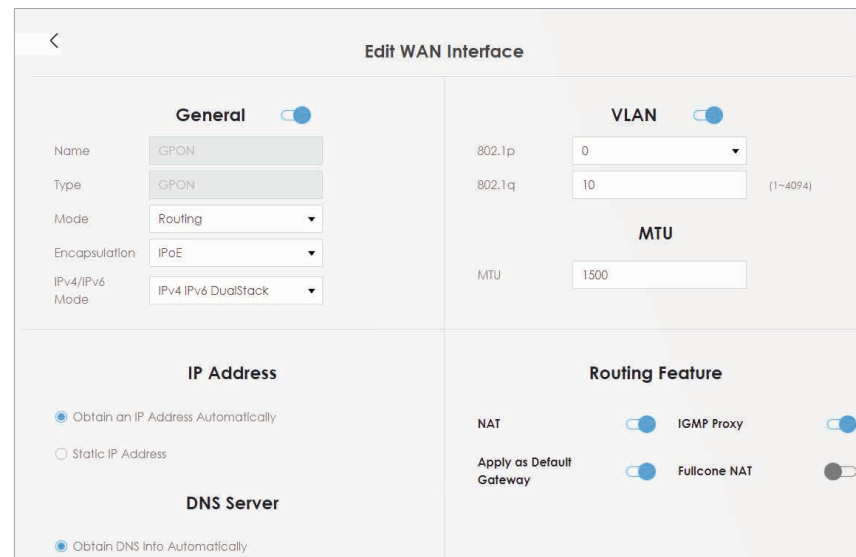 Edit WAN Interface
General
Name GPON
Type GPON
Mode Routing
Encapsulation IPoE
IPv4/IPv6
Mode
IPv4 IPv6 DualStack
VLAN
802.1p 0
802.1q 10 (1~4094)
MTU
MTU 1500
IP Address
Obtain an IP Address Automatically
Static IP Address
DNS Server
Obtain DNS Info Automatically
Routing Feature
NAT IGMP Proxy
Apply as Default
Gateway
Fullcone NAT